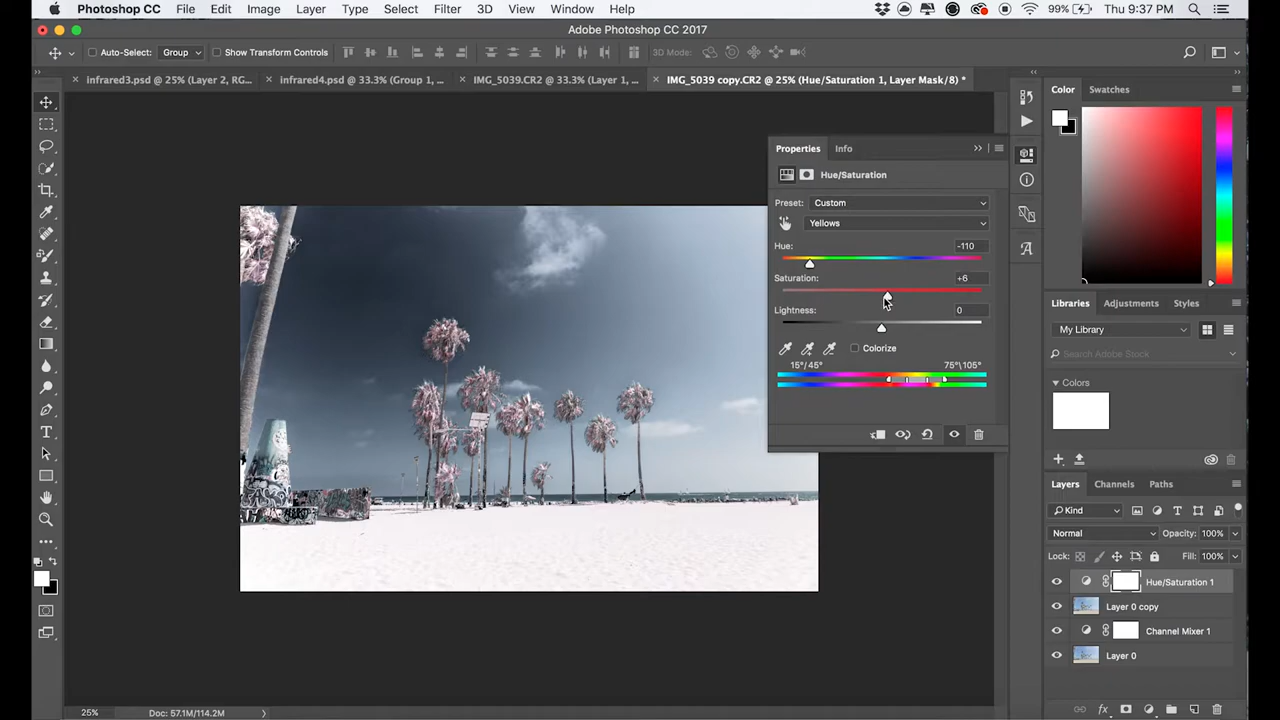 Photoshop CC File Edit Image Layer Type Select Filter 3D View Window Help 99% Thu 9:37 PM
Adobe Photoshop CC 2017
Auto-Select: Group Show Transform Controls 3D Mode:
infrared3.psd @ 25% (Layer 2, RG... infrared4.psd @ 33.3% (Group 1, ... IMG_5039.CR2 @ 33.3% (Layer 1, ... IMG_5039 copy.CR2 @ 25% (Hue/Saturation 1, Layer Mask/8) *
Color Swatches
Properties Info
Hue/Saturation
Preset: Custom
Yellows
Hue: -110
Saturation: +6
Lightness: 0
Colorize
15°/45° 75°\105°
Libraries Adjustments Styles
My Library
Search Adobe Stock
Colors
Layers Channels Paths
Kind
Normal Opacity: 100%
Lock: Fill: 100%
Hue/Saturation 1
Layer 0 copy
Channel Mixer 1
Layer 0
fx
25% Doc: 57.1M/114.2M